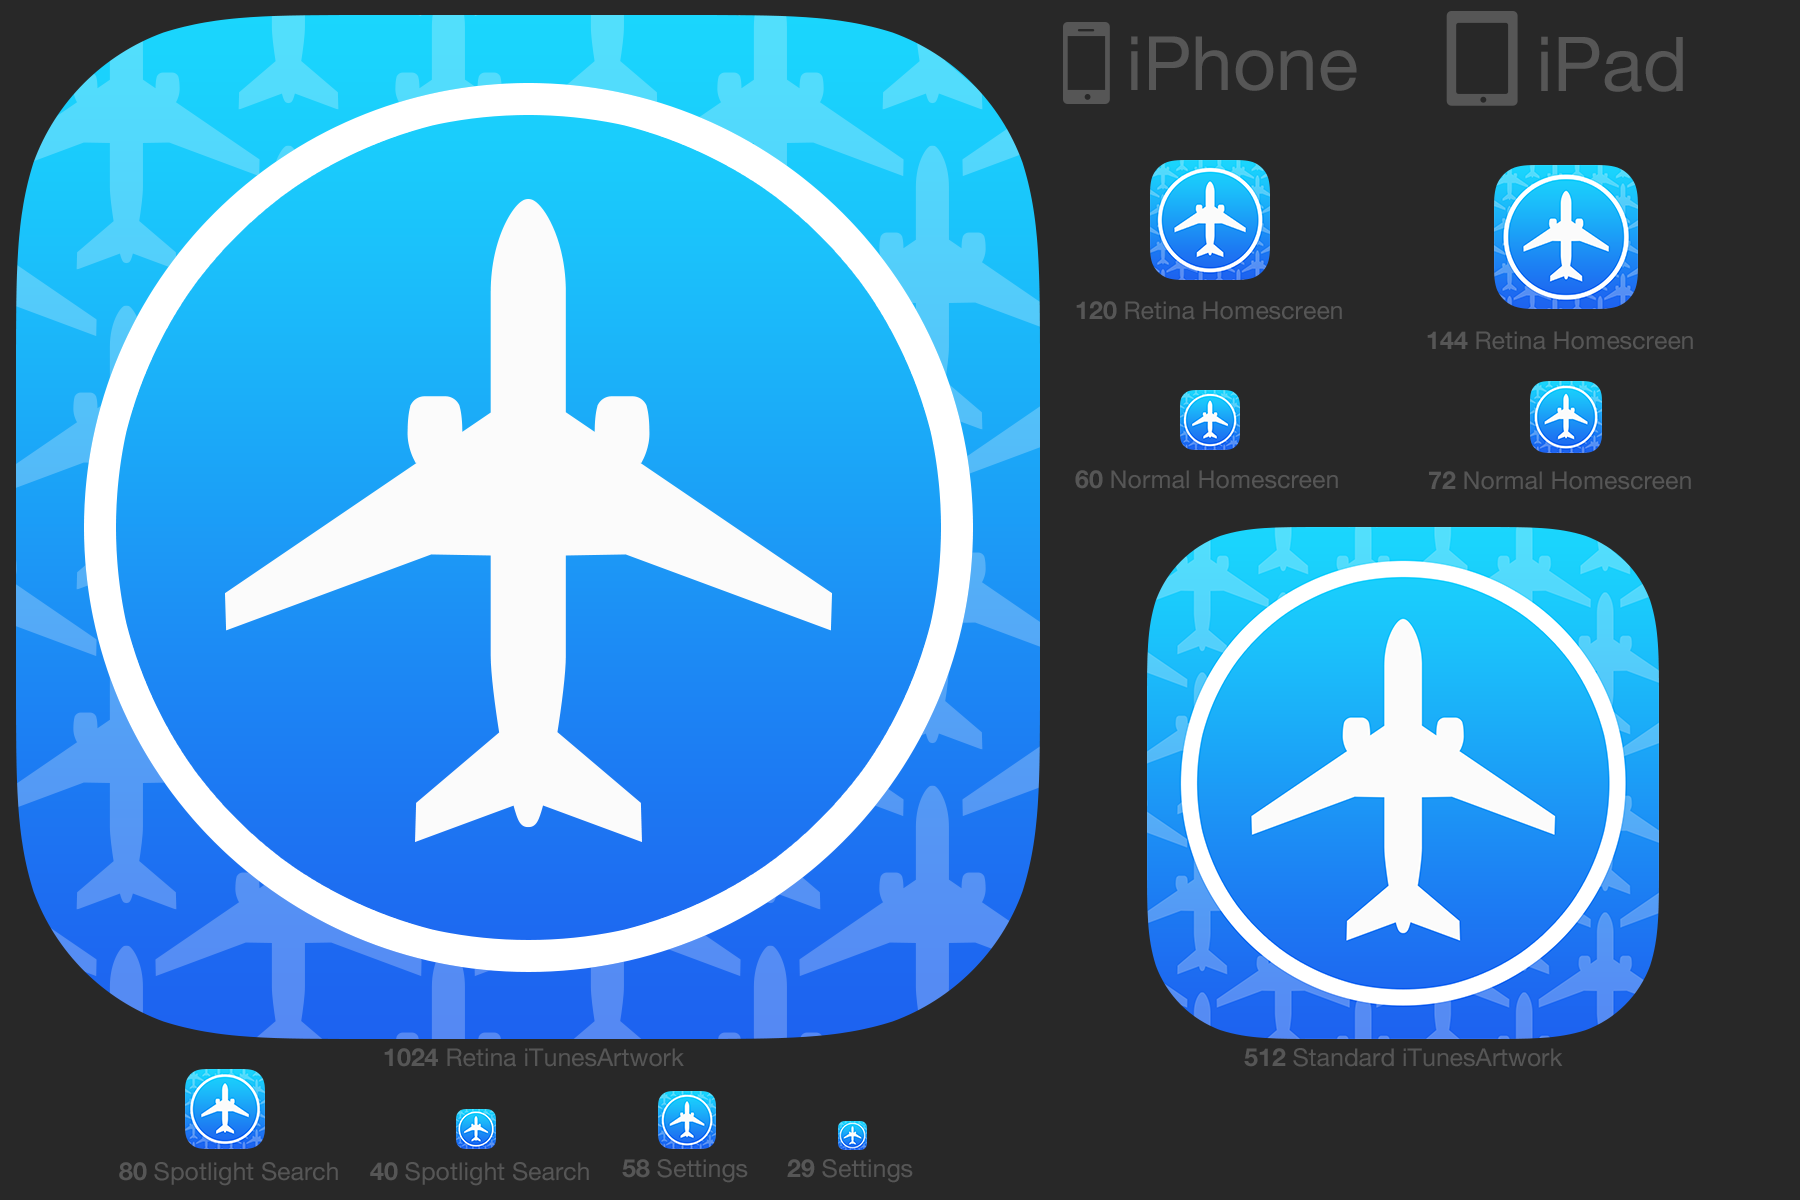 iPhone
iPad
120 Retina Homescreen
144 Retina Homescreen
60 Normal Homescreen
72 Normal Homescreen
1024 Retina iTunesArtwork
512 Standard iTunesArtwork
80 Spotlight Search
40 Spotlight Search
58 Settings
29 Settings